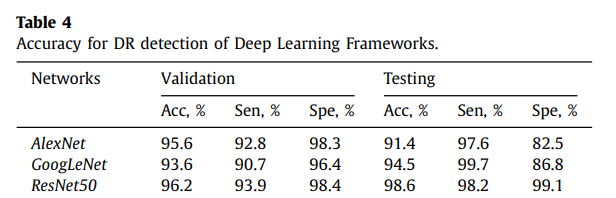 Table 4
Accuracy for DR detection of Deep Learning Frameworks.
Networks Validation Testing
Acc, % Sen, % Spe, % Acc, % Sen, % Spe, %
AlexNet 95.6 92.8 98.3 91.4 97.6 82.5
GoogLeNet 93.6 90.7 96.4 94.5 99.7 86.8
ResNet50 96.2 93.9 98.4 98.6 98.2 99.1